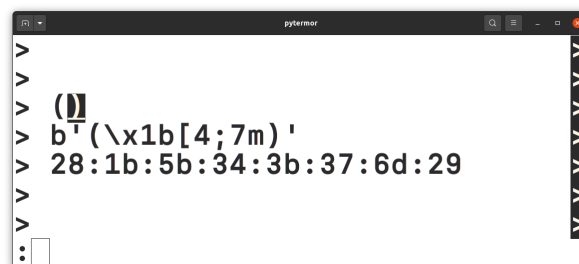 pytermor
>
>
> ()
> b'(\x1b[4;7m)'
> 28:1b:5b:34:3b:37:6d:29
>
>
: